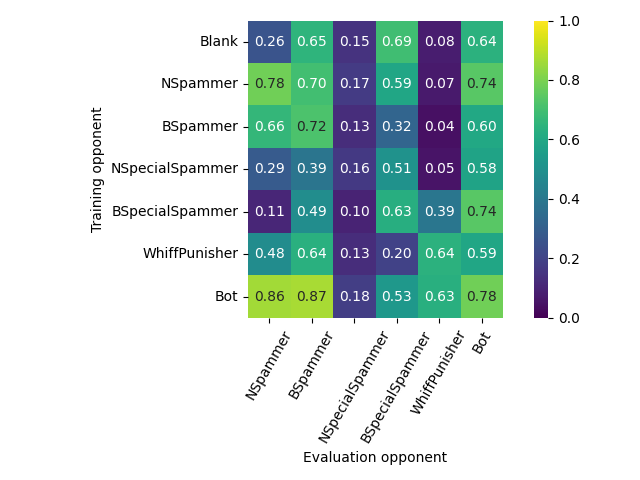 Blank 0.26 0.65 0.15 0.69 0.08 0.64
NSpammer 0.78 0.70 0.17 0.59 0.07 0.74
BSpammer 0.66 0.72 0.13 0.32 0.04 0.60
NSpecialSpammer 0.29 0.39 0.16 0.51 0.05 0.58
BSpecialSpammer 0.11 0.49 0.10 0.63 0.39 0.74
WhiffPunisher 0.48 0.64 0.13 0.20 0.64 0.59
Bot 0.86 0.87 0.18 0.53 0.63 0.78
Training opponent
NSpammer
BSpammer
NSpecialSpammer
BSpecialSpammer
WhiffPunisher
Bot
Evaluation opponent
1.0
0.8
0.6
0.4
0.2
0.0